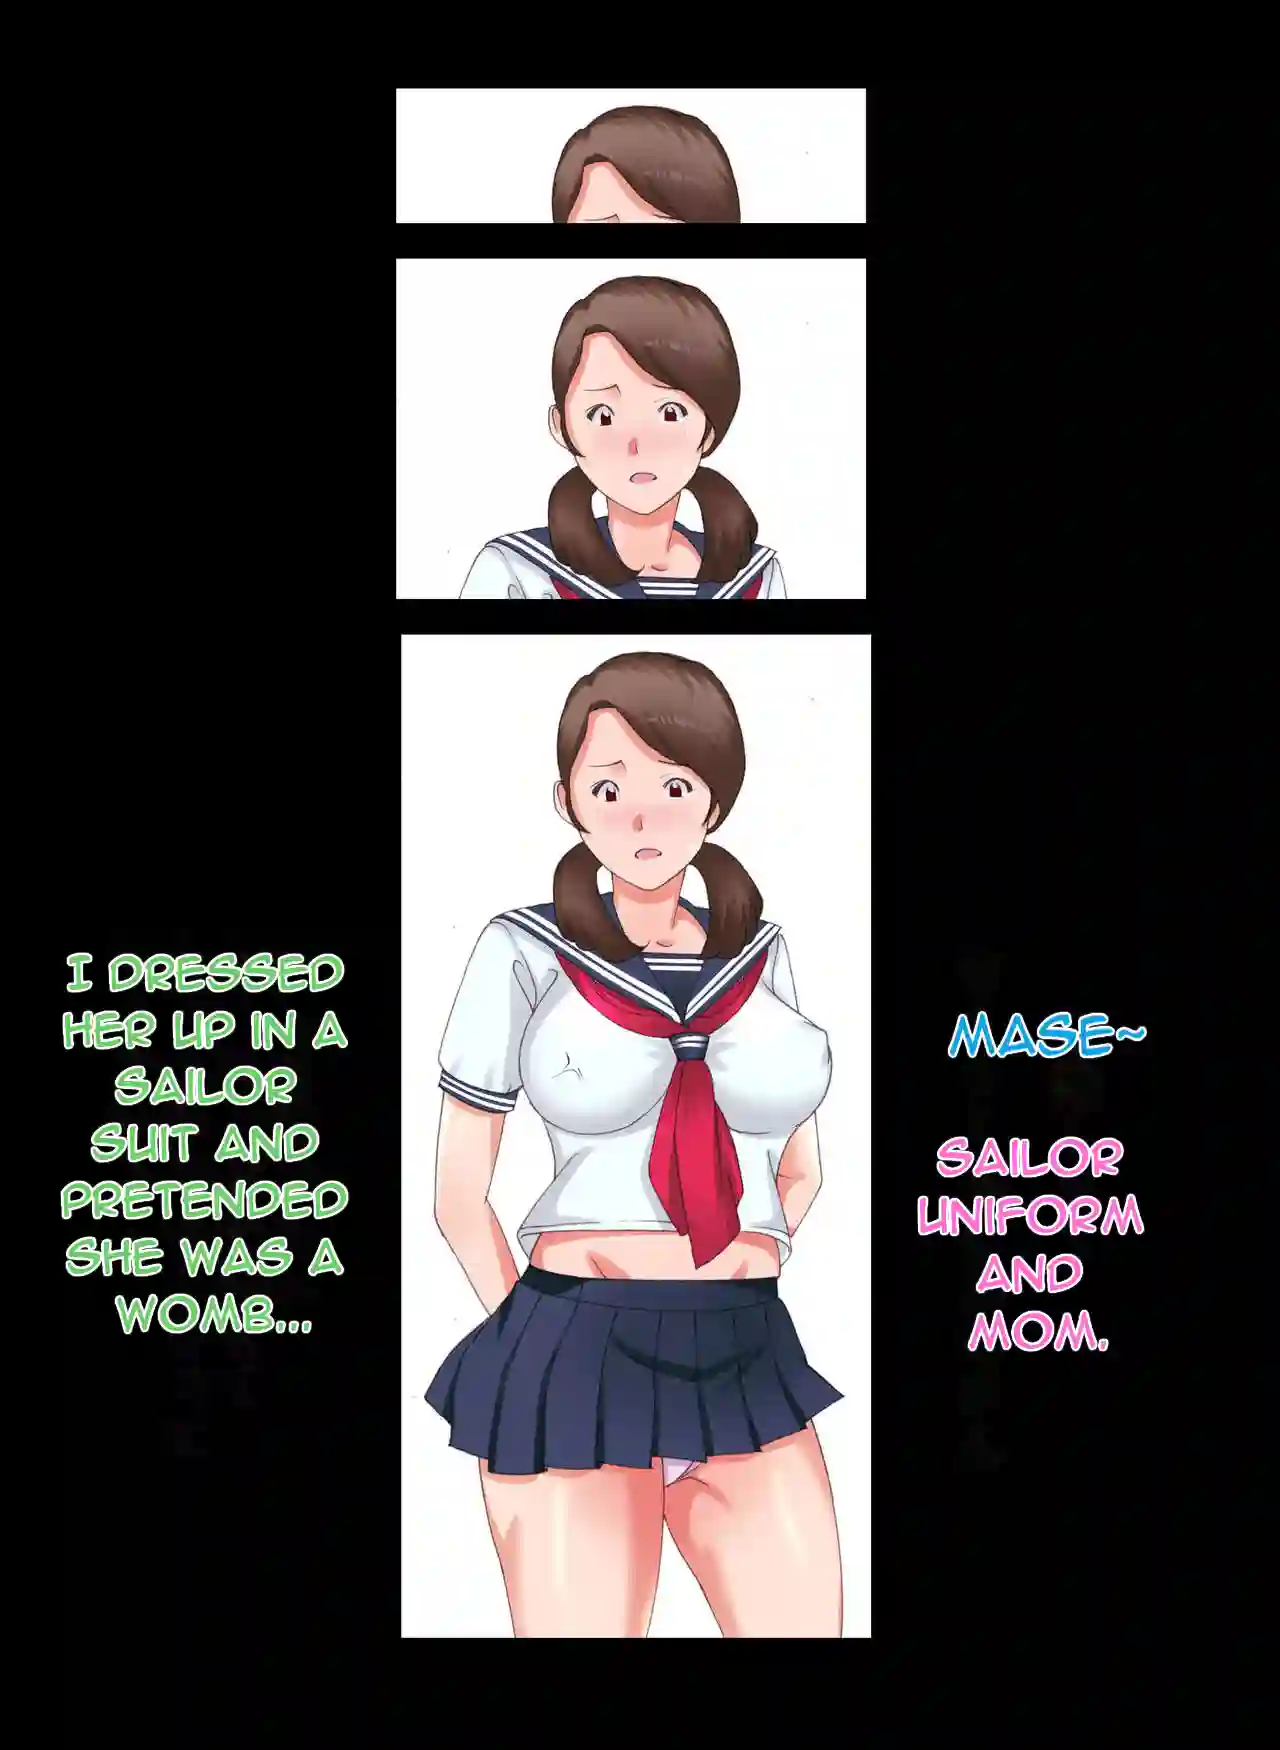 I DRESSED
HER UP IN A
SAILOR
SUIT AND
PRETENDED
SHE WAS A
WOMB...
MASE~
SAILOR
UNIFORM
AND
MOM.